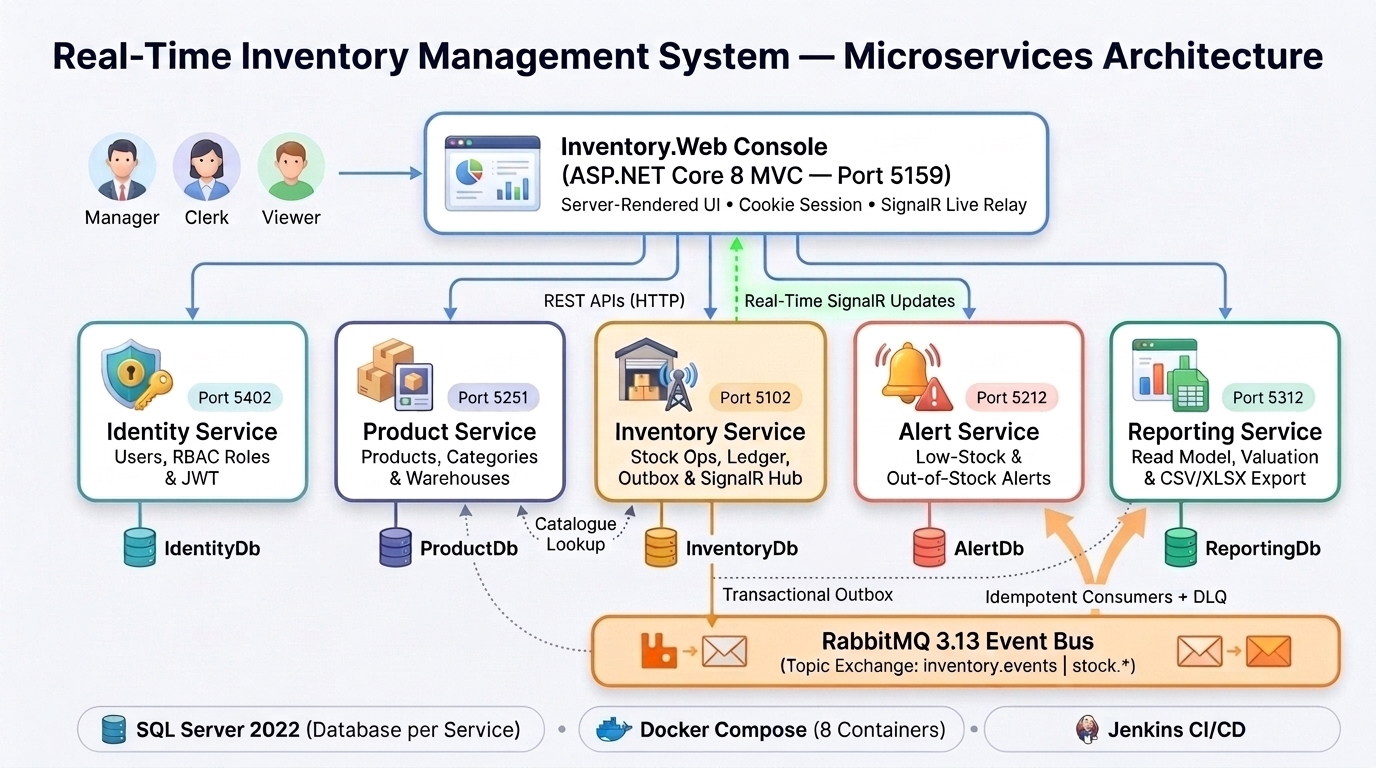 Real-Time Inventory Management System — Microservices Architecture
Inventory.Web Console
(ASP.NET Core 8 MVC — Port 5159)
Server-Rendered UI • Cookie Session • SignalR Live Relay
Manager
Clerk
Viewer
REST APIs (HTTP)
Real-Time SignalR Updates
Port 5402
Identity Service
Users, RBAC Roles
& JWT
Port 5251
Product Service
Products, Categories
& Warehouses
Port 5102
Inventory Service
Stock Ops, Ledger,
Outbox & SignalR Hub
Port 5212
Alert Service
Low-Stock &
Out-of-Stock Alerts
Port 5312
Reporting Service
Read Model, Valuation
& CSV/XLSX Export
IdentityDb
ProductDb
Catalogue
Lookup
InventoryDb
AlertDb
ReportingDb
Transactional Outbox
Idempotent Consumers + DLQ
RabbitMQ 3.13 Event Bus
(Topic Exchange: inventory.events | stock.*)
SQL Server 2022 (Database per Service)
•
Docker Compose (8 Containers)
•
Jenkins CI/CD